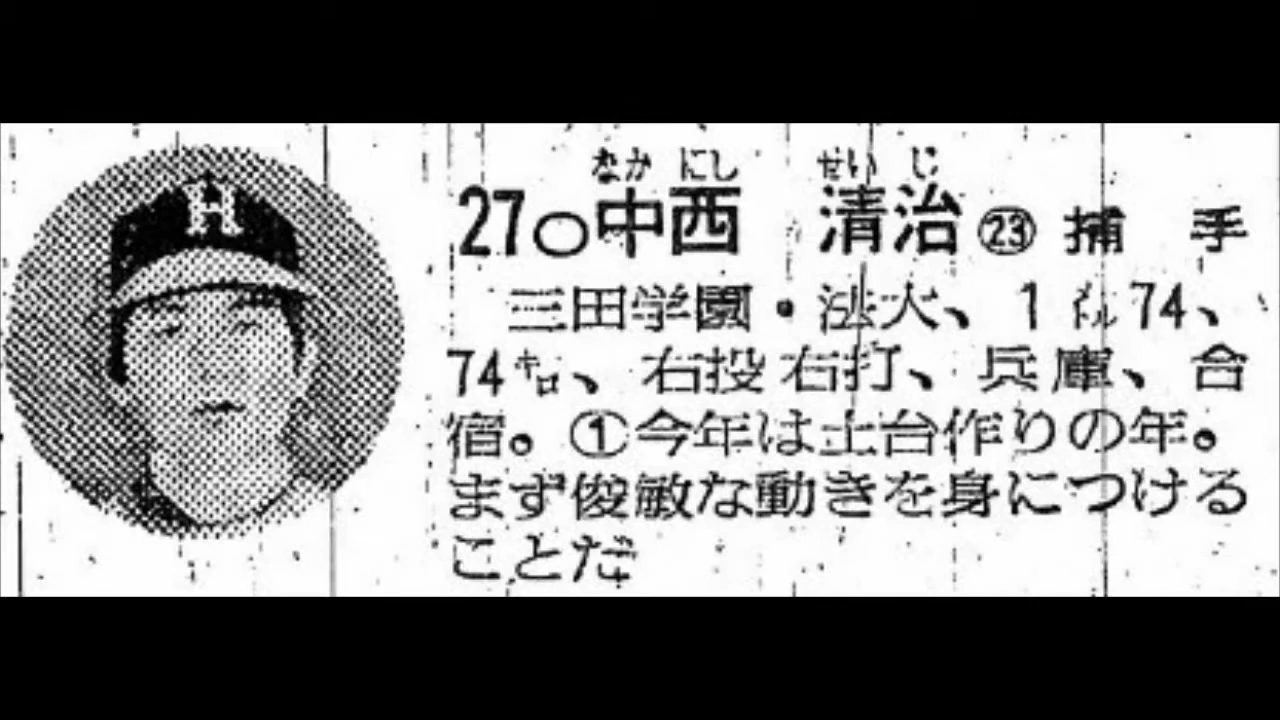 H
なかにし せいじ
27○中西 清治㉓捕手
三田学園・法大、1㍍74、
74㌔、右投右打、兵庫、合
宿。①今年は土台作りの年。
まず俊敏な動きを身につける
ことだ